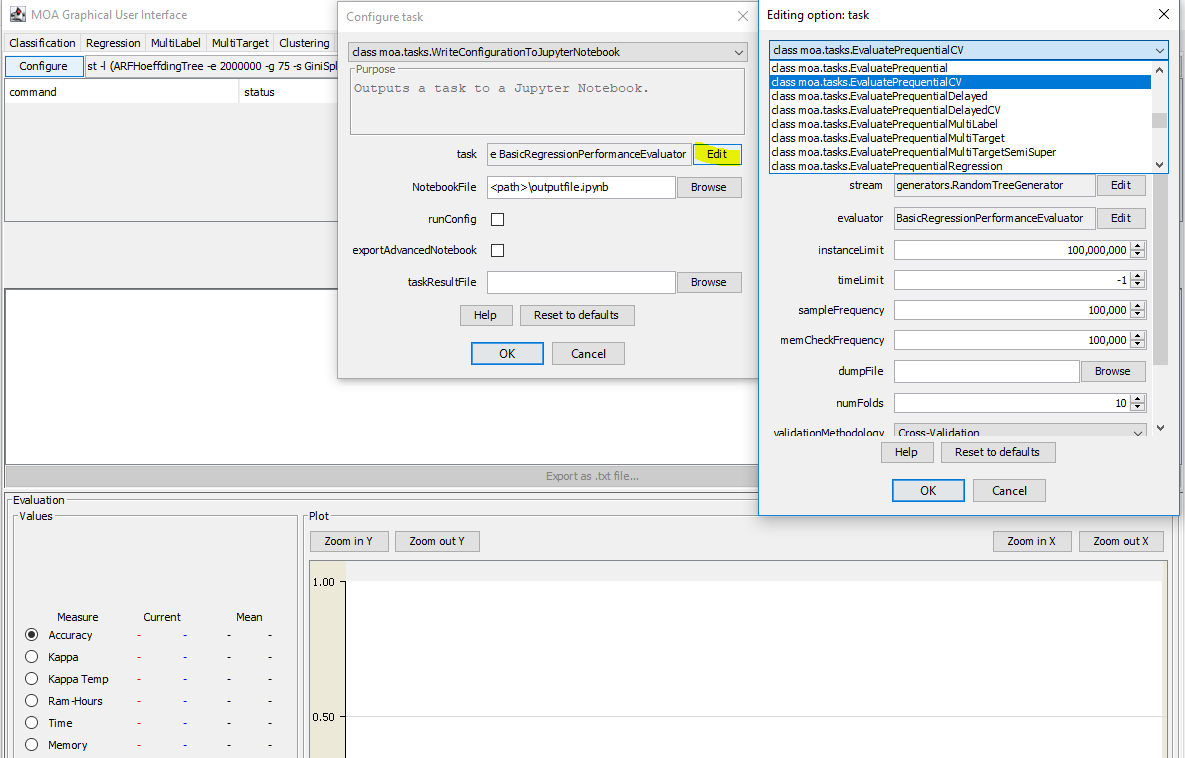 MOA Graphical User Interface
Classification Regression MultiLabel MultiTarget Clustering
Configure st -l (ARFHoeffdingTree -e 2000000 -g 75 -s GiniSpl
command status
Export as .txt file...
Configure task
class moa.tasks.WriteConfigurationToJupyterNotebook
Purpose
Outputs a task to a Jupyter Notebook.
task e BasicRegressionPerformanceEvaluator Edit
NotebookFile <path>\outputfile.ipynb Browse
runConfig
exportAdvancedNotebook
taskResultFile Browse
Help Reset to defaults
OK Cancel
Editing option: task
class moa.tasks.EvaluatePrequentialCV
class moa.tasks.EvaluatePrequential
class moa.tasks.EvaluatePrequentialCV
class moa.tasks.EvaluatePrequentialDelayed
class moa.tasks.EvaluatePrequentialDelayedCV
class moa.tasks.EvaluatePrequentialMultiLabel
class moa.tasks.EvaluatePrequentialMultiTarget
class moa.tasks.EvaluatePrequentialMultiTargetSemiSuper
class moa.tasks.EvaluatePrequentialRegression
stream generators.RandomTreeGenerator Edit
evaluator BasicRegressionPerformanceEvaluator Edit
instanceLimit 100,000,000
timeLimit -1
sampleFrequency 100,000
memCheckFrequency 100,000
dumpFile Browse
numFolds 10
validationMethodology Cross-Validation
Help Reset to defaults
OK Cancel
Evaluation
Values
Measure Current Mean
Accuracy - - - -
Kappa - - - -
Kappa Temp - - - -
Ram-Hours - - - -
Time - - - -
Memory - - - -
Plot
Zoom in Y Zoom out Y Zoom in X Zoom out X
1.00
0.50